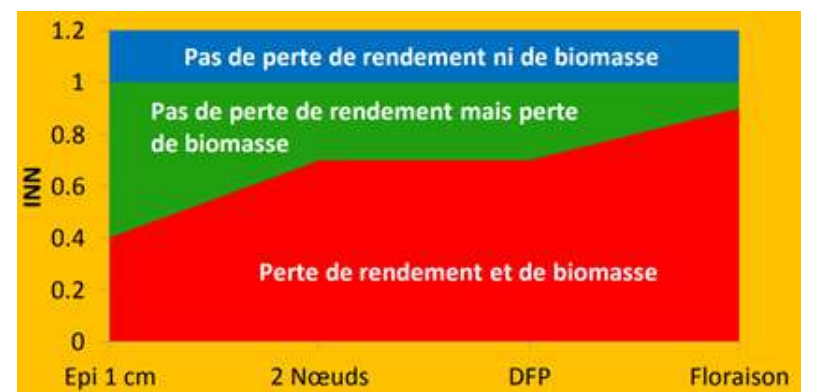 1.2
Pas de perte de rendement ni de biomasse
1
Pas de perte de rendement mais perte
de biomasse
0.8
INN
0.6
0.4
Perte de rendement et de biomasse
0.2
0
Epi 1 cm 2 Nœuds DFP Floraison